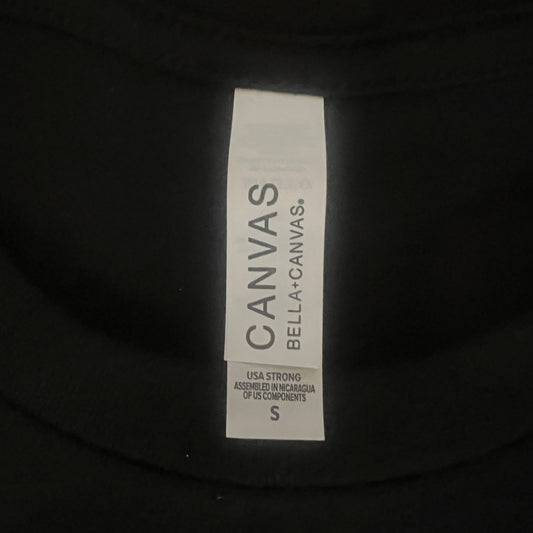 CANVAS
BELLA+CANVAS®
USA STRONG
ASSEMBLED IN NICARAGUA
OF US COMPONENTS
S